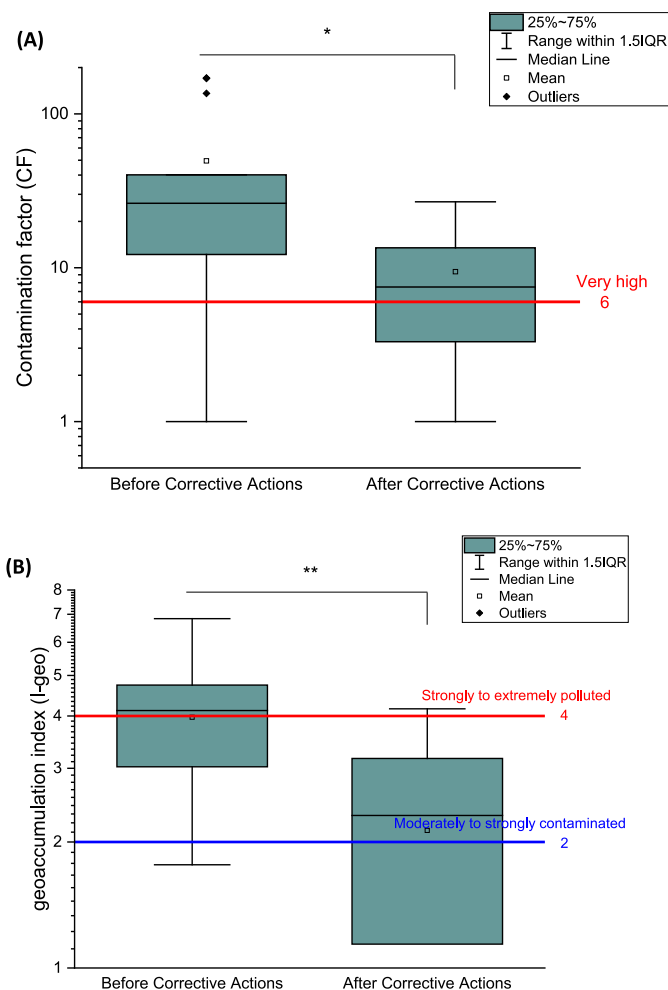 (A)
25%~75%
Range within 1.5IQR
Median Line
Mean
Outliers
*
100
10
1
Contamination factor (CF)
Very high
6
Before Corrective Actions
After Corrective Actions
(B)
25%~75%
Range within 1.5IQR
Median Line
Mean
Outliers
**
8
7
6
5
4
3
2
1
geoaccumulation index (I-geo)
Strongly to extremely polluted
4
Moderately to strongly contaminated
2
Before Corrective Actions
After Corrective Actions